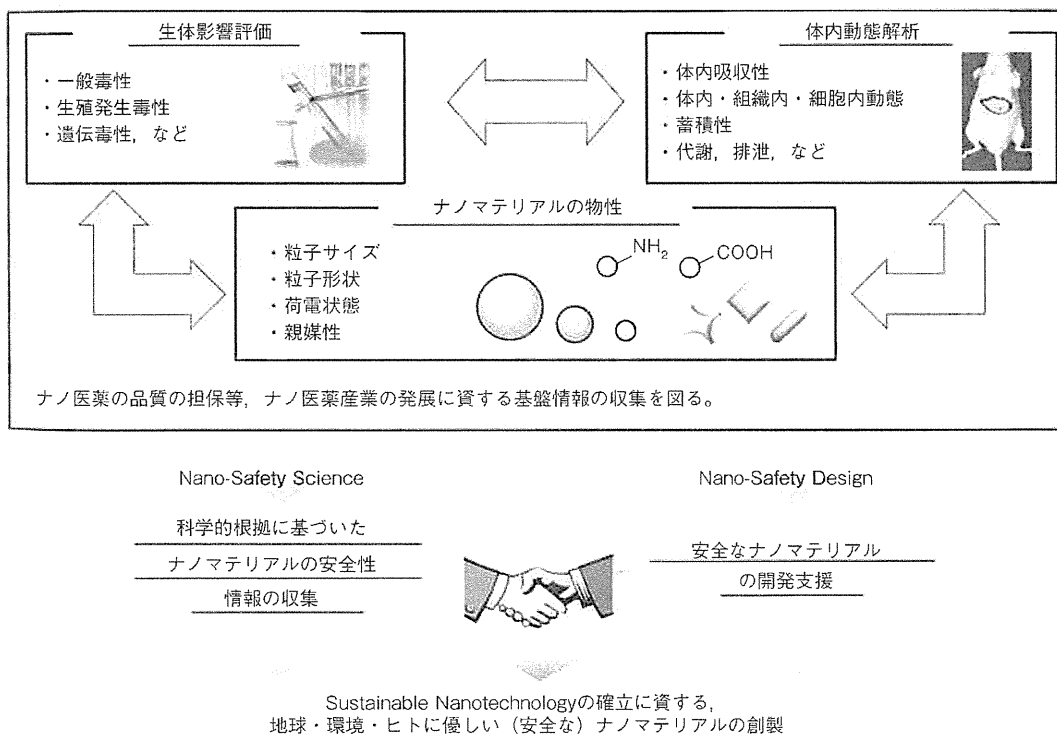 生体影響評価
・一般毒性
・生殖発生毒性
・遺伝毒性，など
体内動態解析
・体内吸収性
・体内・組織内・細胞内動態
・蓄積性
・代謝，排泄，など
ナノマテリアルの物性
・粒子サイズ
・粒子形状
・荷電状態
・親媒性
NH₂
COOH
ナノ医薬の品質の担保等，ナノ医薬産業の発展に資する基盤情報の収集を図る。
Nano-Safety Science
科学的根拠に基づいた
ナノマテリアルの安全性
情報の収集
Nano-Safety Design
安全なナノマテリアル
の開発支援
Sustainable Nanotechnologyの確立に資する，
地球・環境・ヒトに優しい（安全な）ナノマテリアルの創製